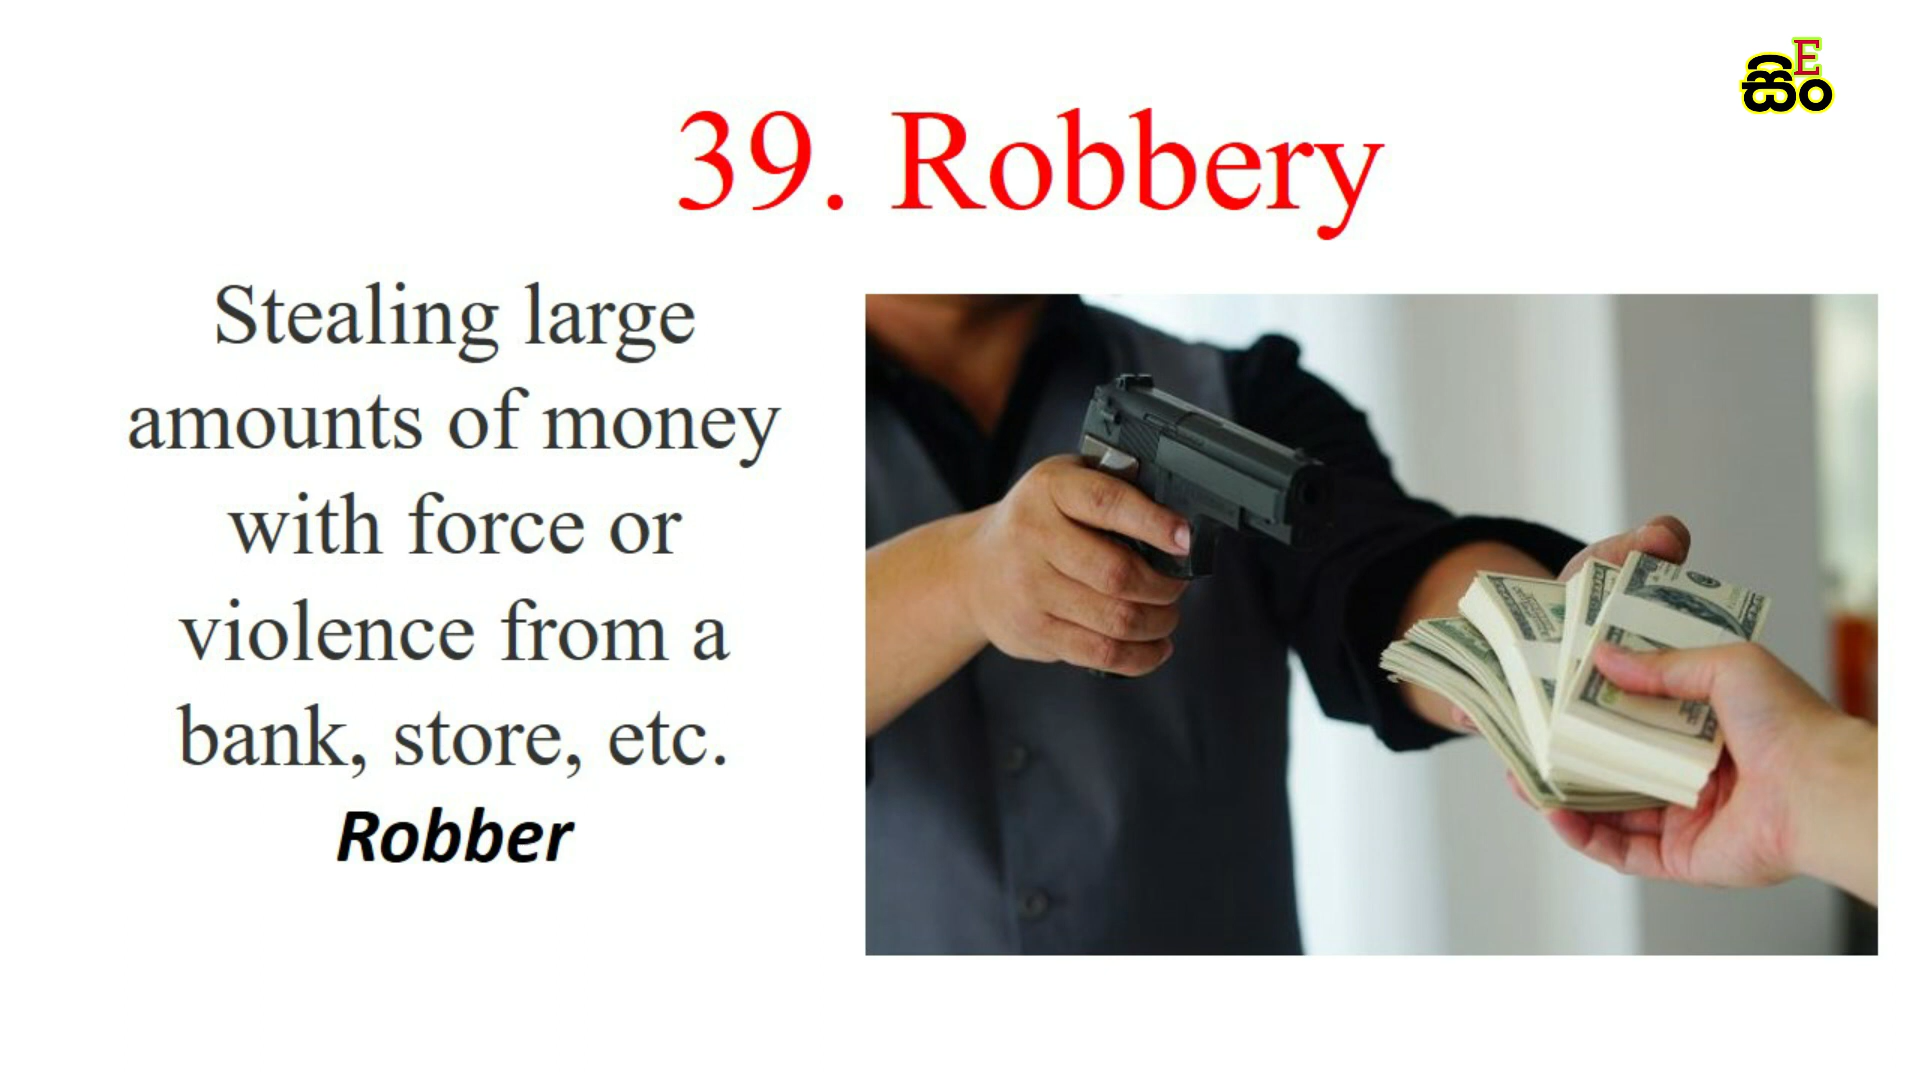 සිං
E
39. Robbery
Stealing large
amounts of money
with force or
violence from a
bank, store, etc.
Robber